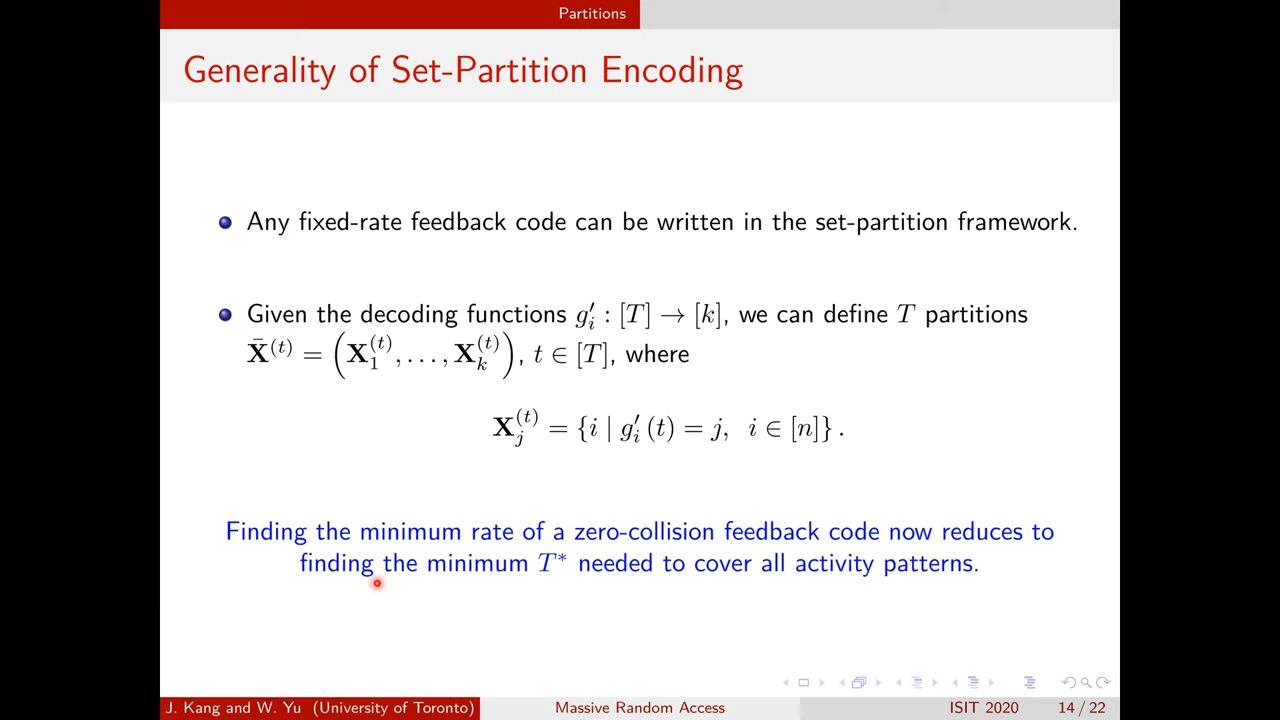 Partitions
Generality of Set-Partition Encoding
Any fixed-rate feedback code can be written in the set-partition framework.
Given the decoding functions g′_i : [T] → [k], we can define T partitions
X̄^(t) = (X_1^(t), . . . , X_k^(t)), t ∈ [T], where
X_j^(t) = {i | g′_i (t) = j, i ∈ [n]} .
Finding the minimum rate of a zero-collision feedback code now reduces to
finding the minimum T* needed to cover all activity patterns.
J. Kang and W. Yu (University of Toronto) Massive Random Access ISIT 2020 14 / 22